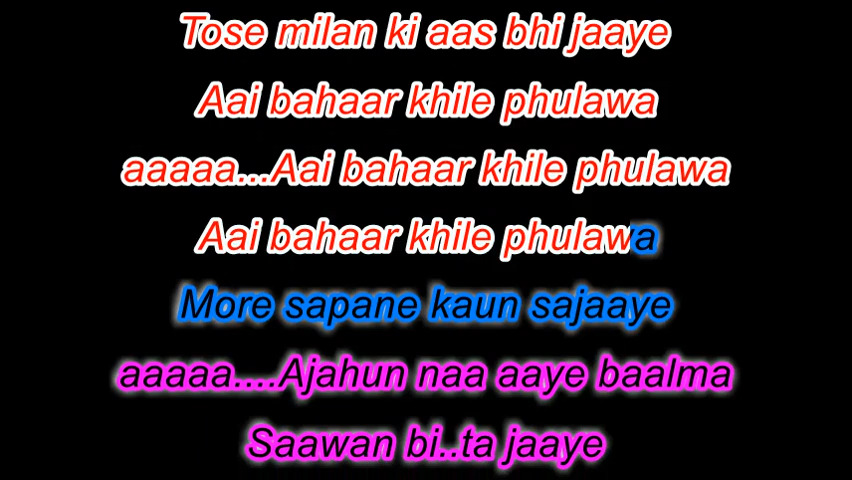 Tose milan ki aas bhi jaaye
Aai bahaar khile phulawa
aaaaa...Aai bahaar khile phulawa
Aai bahaar khile phulawa
More sapane kaun sajaaye
aaaaa....Ajahun naa aaye baalma
Saawan bi..ta jaaye